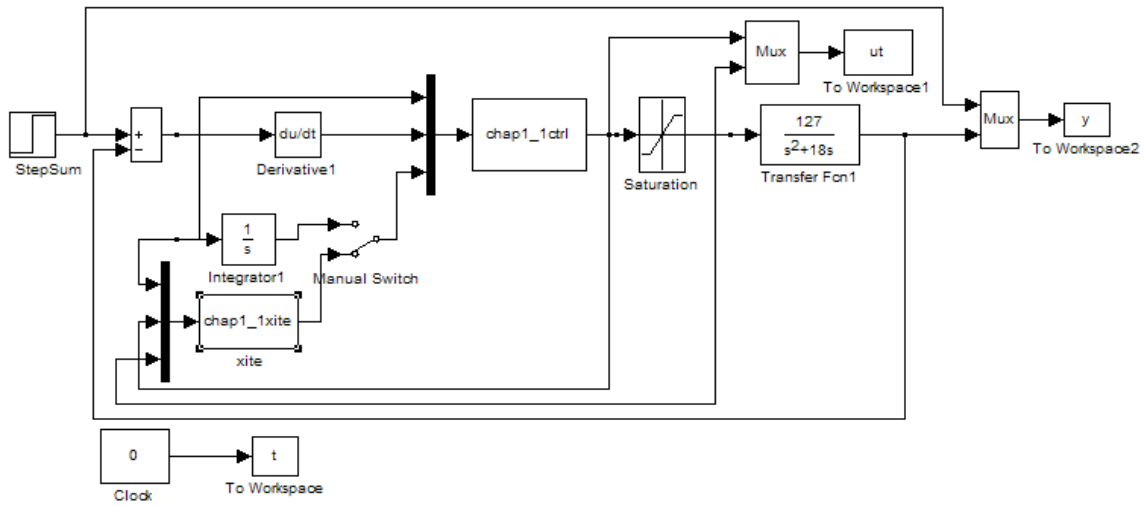 Mux
ut
To Workspace1
StepSum
+
−
du/dt
Derivative1
chap1_1ctrl
Saturation
127
s²+18s
Transfer Fcn1
Mux
y
To Workspace2
1
s
Integrator1
Manual Switch
chap1_1xite
xite
0
Clock
t
To Workspace